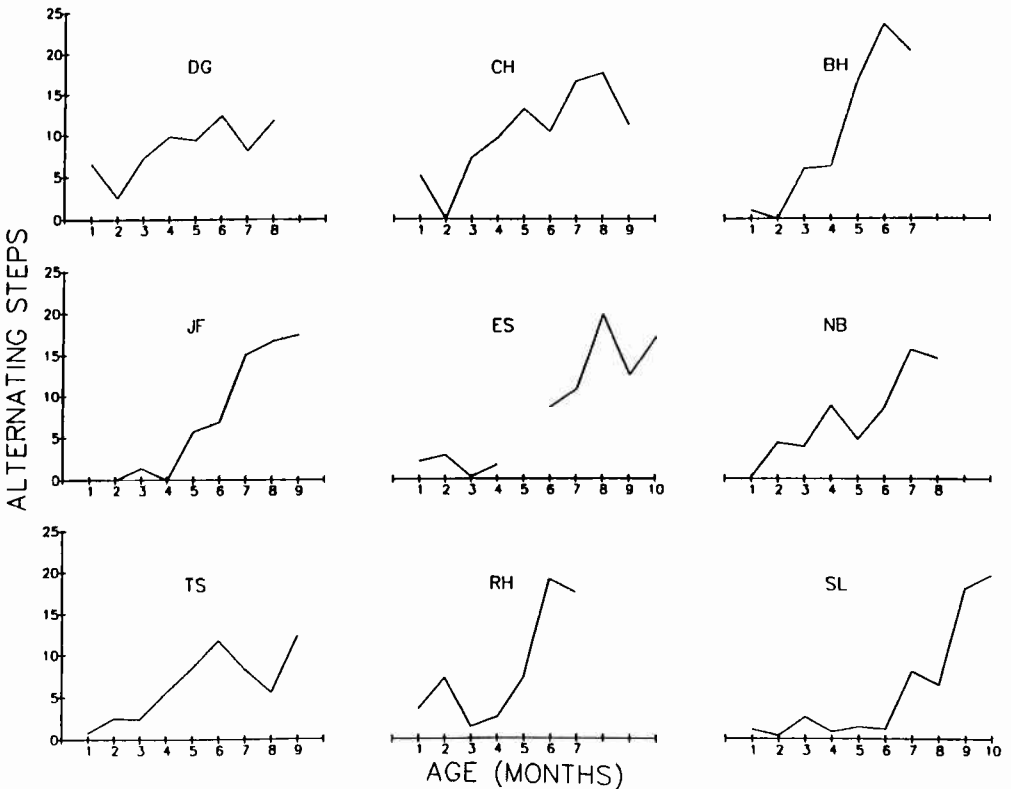 ALTERNATING STEPS
25
20
15
10
5
0
DG
1 2 3 4 5 6 7 8
CH
1 2 3 4 5 6 7 8 9
BH
1 2 3 4 5 6 7
25
20
15
10
5
0
JF
1 2 3 4 5 6 7 8 9
ES
1 2 3 4 5 6 7 8 9 10
NB
1 2 3 4 5 6 7 8
25
20
15
10
5
0
TS
1 2 3 4 5 6 7 8 9
RH
1 2 3 4 5 6 7
SL
1 2 3 4 5 6 7 8 9 10
AGE (MONTHS)